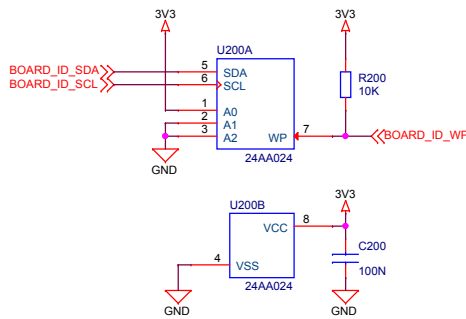 3V3
U200A
3V3
BOARD_ID_SDA
5
SDA
BOARD_ID_SCL
6
SCL
R200
10K
1
A0
2
A1
3
A2
WP
7
BOARD_ID_WP
GND
24AA024
3V3
U200B
VCC
8
4
VSS
C200
100N
24AA024
GND
GND